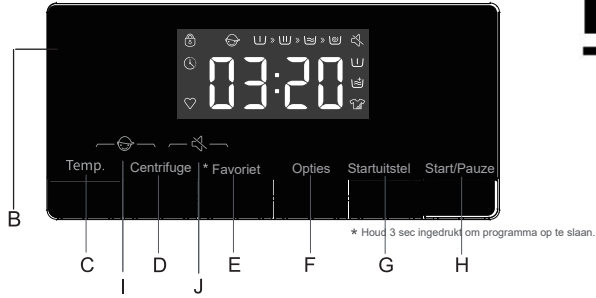 03:20
Temp. Centrifuge * Favoriet Opties Startuitstel Start/Pauze
B
* Houd 3 sec ingedrukt om programma op te slaan.
C D E F G H
I J